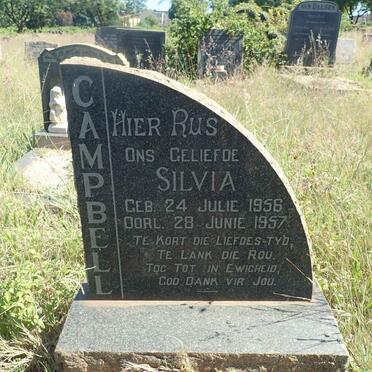 CAMPBELL
HIER RUS
ONS GELIEFDE
SILVIA
GEB. 24 JULIE 1956
OORL. 28 JUNIE 1957.
TE KORT DIE LIEFDES-TYD,
TE LANK DIE ROU.
TOG TOT IN EWIGHEID,
GOD DANK VIR JOU.